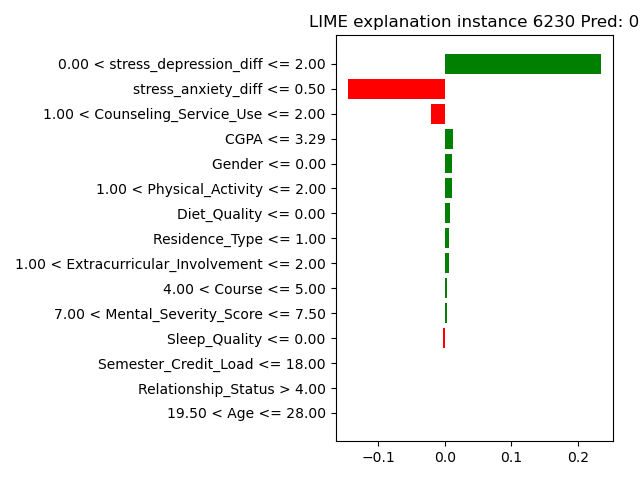 LIME explanation instance 6230 Pred: 0
0.00 < stress_depression_diff <= 2.00
stress_anxiety_diff <= 0.50
1.00 < Counseling_Service_Use <= 2.00
CGPA <= 3.29
Gender <= 0.00
1.00 < Physical_Activity <= 2.00
Diet_Quality <= 0.00
Residence_Type <= 1.00
1.00 < Extracurricular_Involvement <= 2.00
4.00 < Course <= 5.00
7.00 < Mental_Severity_Score <= 7.50
Sleep_Quality <= 0.00
Semester_Credit_Load <= 18.00
Relationship_Status > 4.00
19.50 < Age <= 28.00
−0.1 0.0 0.1 0.2